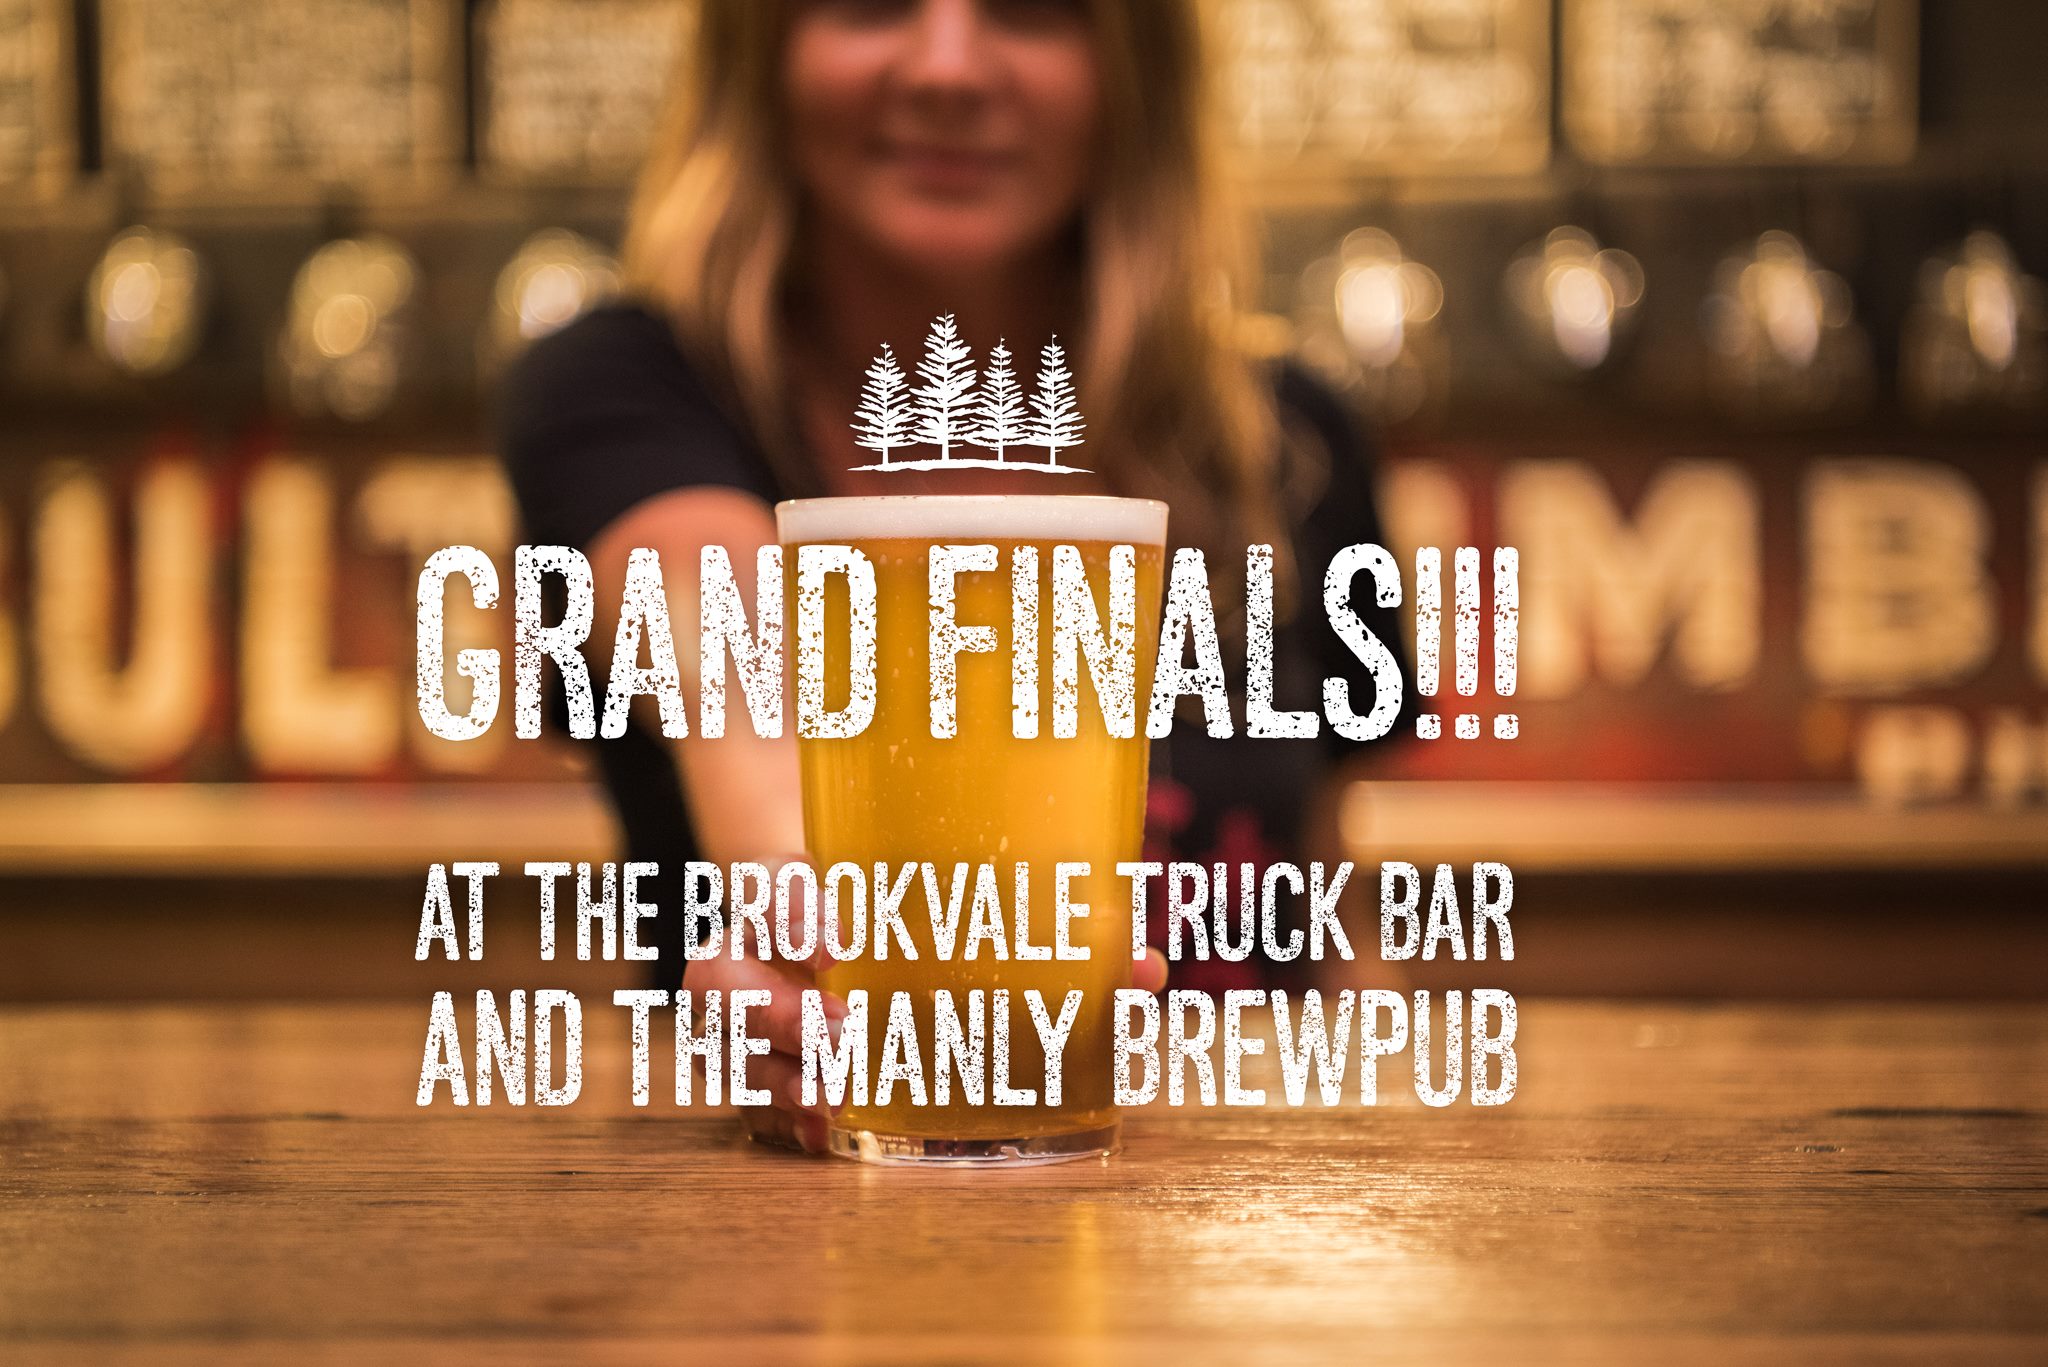 GRAND FINALS!!!
AT THE BROOKVALE TRUCK BAR
AND THE MANLY BREWPUB